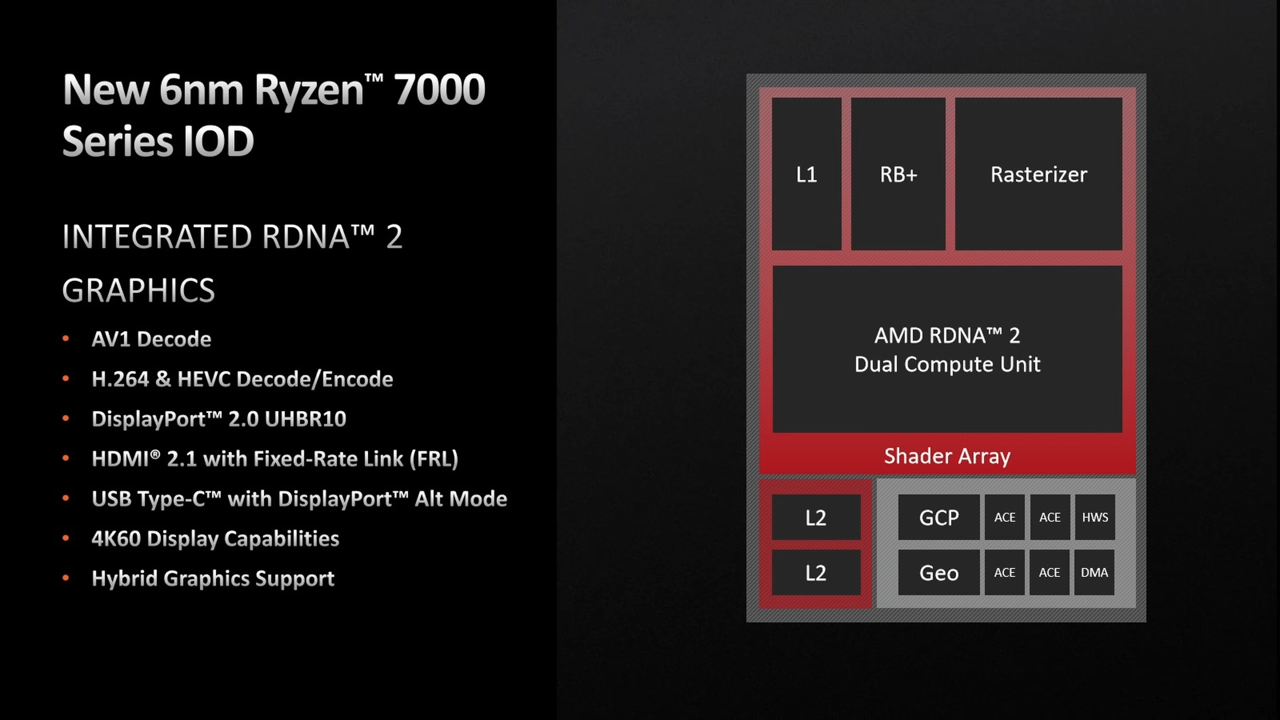 New 6nm Ryzen™ 7000
Series IOD
INTEGRATED RDNA™ 2
GRAPHICS
• AV1 Decode
• H.264 & HEVC Decode/Encode
• DisplayPort™ 2.0 UHBR10
• HDMI® 2.1 with Fixed-Rate Link (FRL)
• USB Type-C™ with DisplayPort™ Alt Mode
• 4K60 Display Capabilities
• Hybrid Graphics Support
L1 RB+ Rasterizer
AMD RDNA™ 2
Dual Compute Unit
Shader Array
L2 GCP ACE ACE HWS
L2 Geo ACE ACE DMA